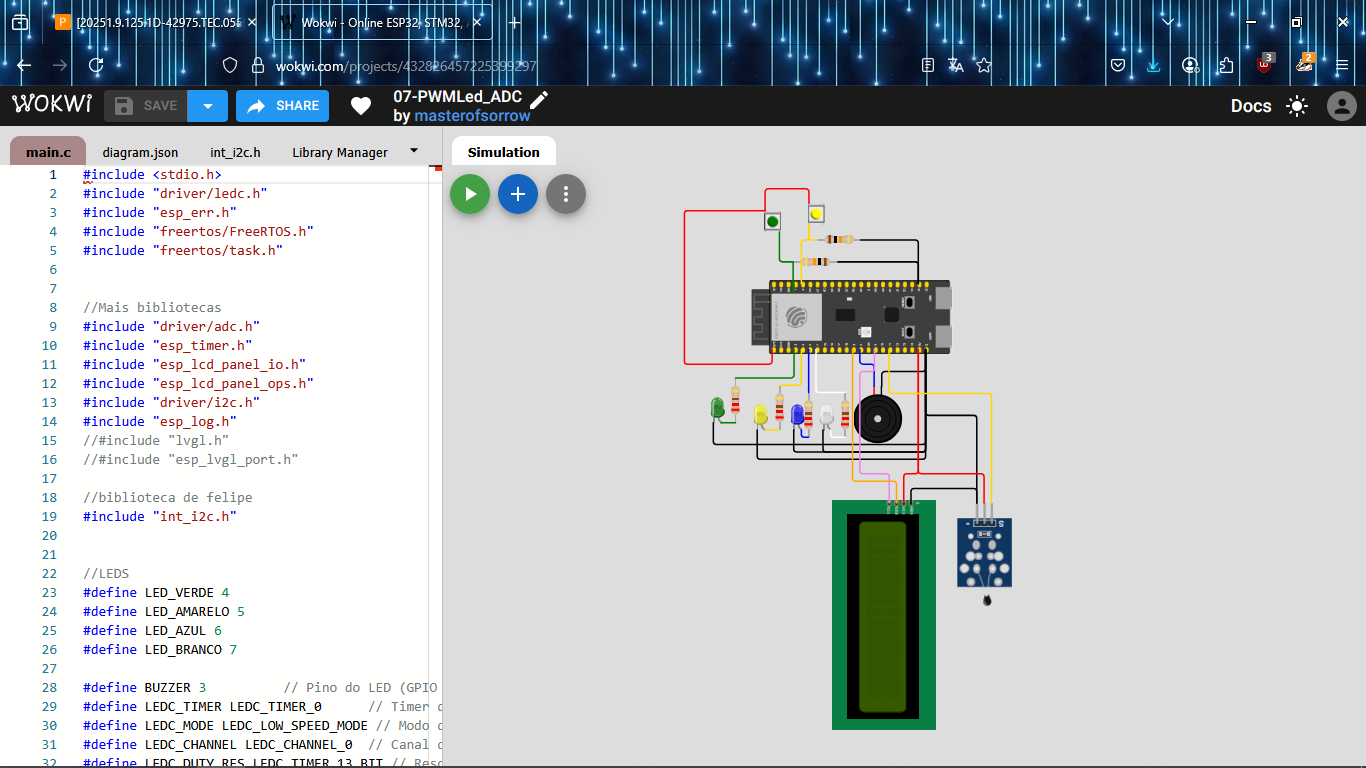 [20251.9.125.1D-42975.TEC.055
Wokwi - Online ESP32, STM32,
wokwi.com/projects/432826457225399297
3
2
WOKWI
SAVE
SHARE
07-PWMLed_ADC
by masterofsorrow
Docs
main.c
diagram.json
int_i2c.h
Library Manager
Simulation
1 #include <stdio.h>
2 #include "driver/ledc.h"
3 #include "esp_err.h"
4 #include "freertos/FreeRTOS.h"
5 #include "freertos/task.h"
6
7
8 //Mais bibliotecas
9 #include "driver/adc.h"
10 #include "esp_timer.h"
11 #include "esp_lcd_panel_io.h"
12 #include "esp_lcd_panel_ops.h"
13 #include "driver/i2c.h"
14 #include "esp_log.h"
15 //#include "lvgl.h"
16 //#include "esp_lvgl_port.h"
17
18 //biblioteca de felipe
19 #include "int_i2c.h"
20
21
22 //LEDS
23 #define LED_VERDE 4
24 #define LED_AMARELO 5
25 #define LED_AZUL 6
26 #define LED_BRANCO 7
27
28 #define BUZZER 3 // Pino do LED (GPIO
29 #define LEDC_TIMER LEDC_TIMER_0 // Timer
30 #define LEDC_MODE LEDC_LOW_SPEED_MODE // Modo
31 #define LEDC_CHANNEL LEDC_CHANNEL_0 // Canal
32 #define LEDC_DUTY_RES LEDC_TIMER_13_BIT //